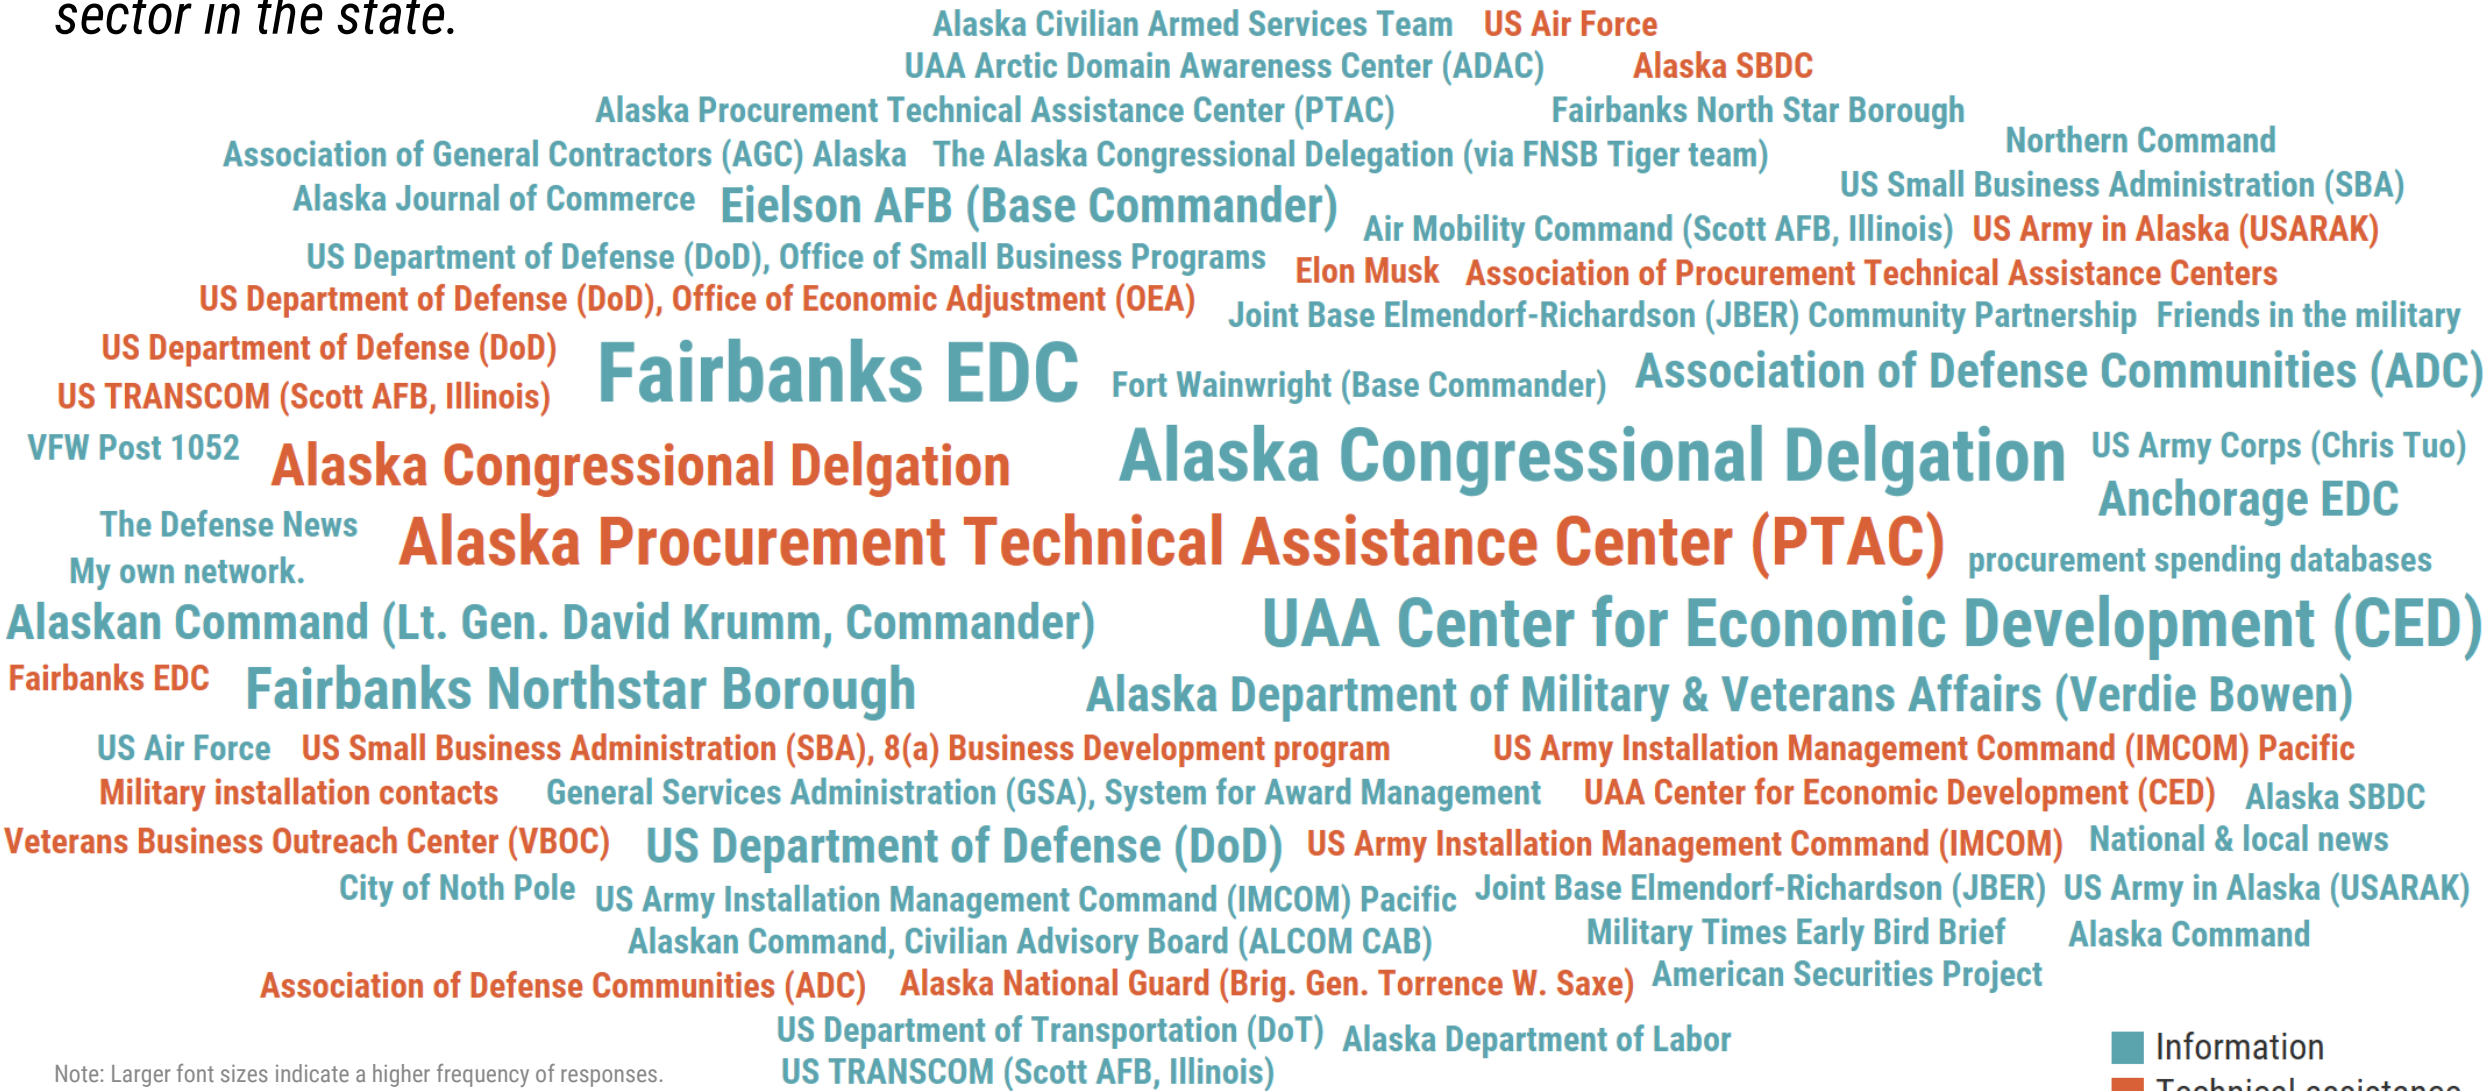 sector in the state.
Alaska Civilian Armed Services Team US Air Force
UAA Arctic Domain Awareness Center (ADAC) Alaska SBDC
Alaska Procurement Technical Assistance Center (PTAC) Fairbanks North Star Borough
Northern Command
Association of General Contractors (AGC) Alaska The Alaska Congressional Delegation (via FNSB Tiger team)
US Small Business Administration (SBA)
Alaska Journal of Commerce Eielson AFB (Base Commander)
Air Mobility Command (Scott AFB, Illinois) US Army in Alaska (USARAK)
US Department of Defense (DoD), Office of Small Business Programs
Elon Musk Association of Procurement Technical Assistance Centers
US Department of Defense (DoD), Office of Economic Adjustment (OEA)
Joint Base Elmendorf-Richardson (JBER) Community Partnership Friends in the military
US Department of Defense (DoD)
Fairbanks EDC Fort Wainwright (Base Commander) Association of Defense Communities (ADC)
US TRANSCOM (Scott AFB, Illinois)
VFW Post 1052 Alaska Congressional Delgation Alaska Congressional Delgation US Army Corps (Chris Tuo)
Anchorage EDC
The Defense News Alaska Procurement Technical Assistance Center (PTAC)
My own network. procurement spending databases
Alaskan Command (Lt. Gen. David Krumm, Commander) UAA Center for Economic Development (CED)
Fairbanks EDC Fairbanks Northstar Borough Alaska Department of Military & Veterans Affairs (Verdie Bowen)
US Air Force US Small Business Administration (SBA), 8(a) Business Development program US Army Installation Management Command (IMCOM) Pacific
Military installation contacts General Services Administration (GSA), System for Award Management UAA Center for Economic Development (CED) Alaska SBDC
Veterans Business Outreach Center (VBOC) US Department of Defense (DoD) US Army Installation Management Command (IMCOM) National & local news
City of Noth Pole US Army Installation Management Command (IMCOM) Pacific Joint Base Elmendorf-Richardson (JBER) US Army in Alaska (USARAK)
Alaskan Command, Civilian Advisory Board (ALCOM CAB) Military Times Early Bird Brief Alaska Command
Association of Defense Communities (ADC) Alaska National Guard (Brig. Gen. Torrence W. Saxe) American Securities Project
US Department of Transportation (DoT) Alaska Department of Labor
Information
Note: Larger font sizes indicate a higher frequency of responses. US TRANSCOM (Scott AFB, Illinois)
Technical assistance